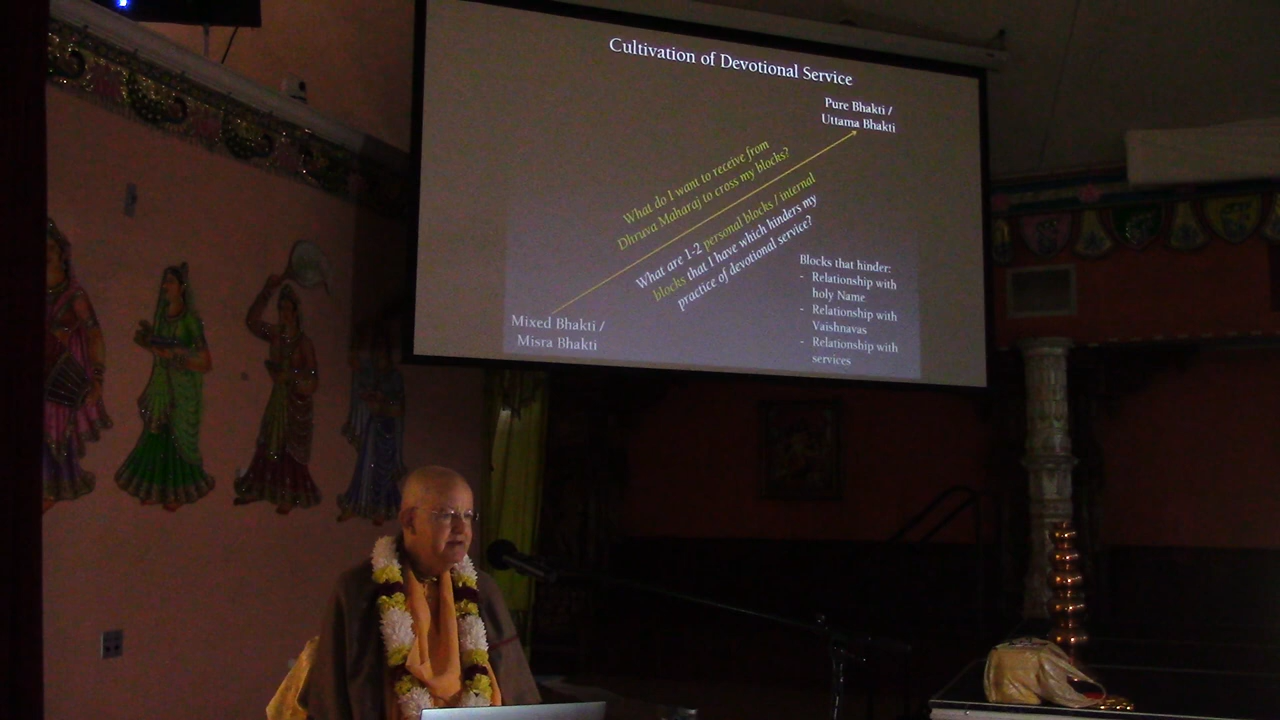 Cultivation of Devotional Service
Pure Bhakti /
Uttama Bhakti
What do I want to receive from
Dhruva Maharaj to cross my blocks?
What are 1-2 personal blocks / internal
blocks that I have which hinders my
practice of devotional service?
Blocks that hinder:
- Relationship with
holy Name
- Relationship with
Vaishnavas
- Relationship with
services
Mixed Bhakti /
Misra Bhakti